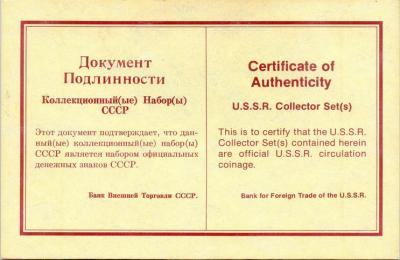 Документ
Подлинности
Коллекционный(ые) Набор(ы)
СССР
Этот документ подтверждает, что дан-
ный(ые) коллекционный(ые) набор(ы)
СССР является набором официальных
денежных знаков СССР.
Банк Внешней Торговли СССР.
Certificate of
Authenticity
U.S.S.R. Collector Set(s)
This is to certify that the U.S.S.R.
Collector Set(s) contained herein
are official U.S.S.R. circulation
coinage.
Bank for Foreign Trade of the U.S.S.R.